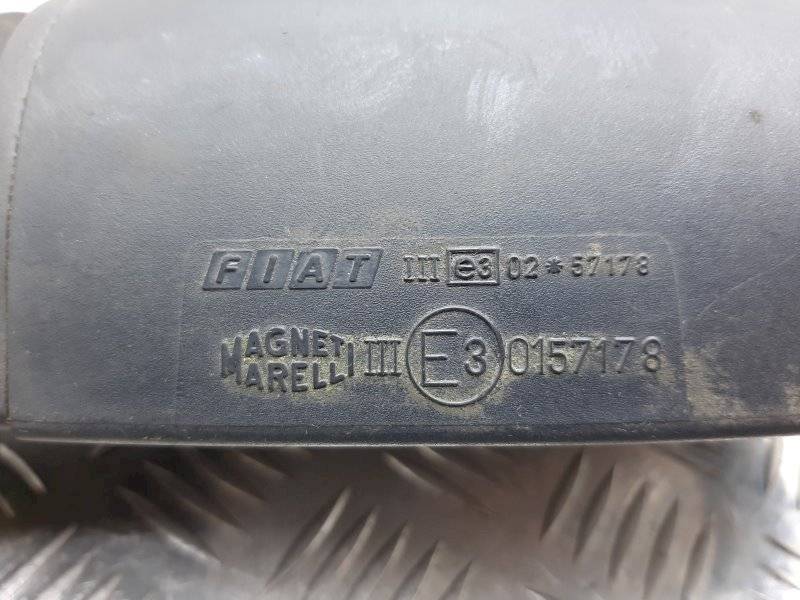 FIAT III e3 02*57178
MAGNETI MARELLI III E3 0157178